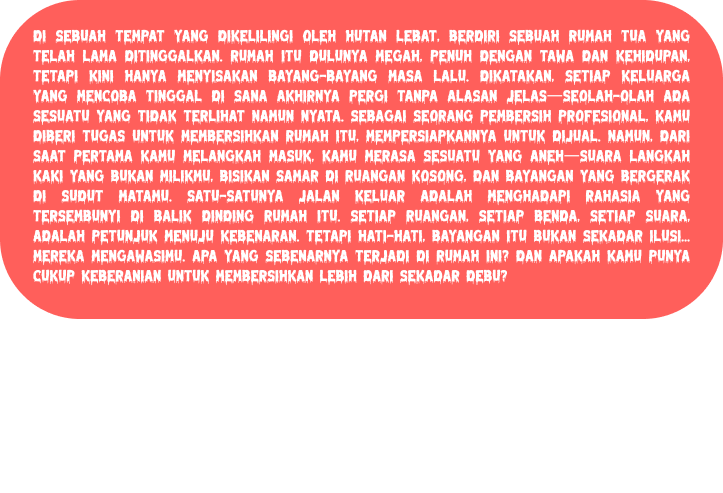 DI SEBUAH TEMPAT YANG DIKELILINGI OLEH HUTAN LEBAT, BERDIRI SEBUAH RUMAH TUA YANG
TELAH LAMA DITINGGALKAN. RUMAH ITU DULUNYA MEGAH, PENUH DENGAN TAWA DAN KEHIDUPAN,
TETAPI KINI HANYA MENYISAKAN BAYANG-BAYANG MASA LALU. DIKATAKAN, SETIAP KELUARGA
YANG MENCOBA TINGGAL DI SANA AKHIRNYA PERGI TANPA ALASAN JELAS—SEOLAH-OLAH ADA
SESUATU YANG TIDAK TERLIHAT NAMUN NYATA. SEBAGAI SEORANG PEMBERSIH PROFESIONAL, KAMU
DIBERI TUGAS UNTUK MEMBERSIHKAN RUMAH ITU, MEMPERSIAPKANNYA UNTUK DIJUAL. NAMUN, DARI
SAAT PERTAMA KAMU MELANGKAH MASUK, KAMU MERASA SESUATU YANG ANEH—SUARA LANGKAH
KAKI YANG BUKAN MILIKMU, BISIKAN SAMAR DI RUANGAN KOSONG, DAN BAYANGAN YANG BERGERAK
DI SUDUT MATAMU. SATU-SATUNYA JALAN KELUAR ADALAH MENGHADAPI RAHASIA YANG
TERSEMBUNYI DI BALIK DINDING RUMAH ITU. SETIAP RUANGAN, SETIAP BENDA, SETIAP SUARA,
ADALAH PETUNJUK MENUJU KEBENARAN. TETAPI HATI-HATI, BAYANGAN ITU BUKAN SEKADAR ILUSI...
MEREKA MENGAWASIMU. APA YANG SEBENARNYA TERJADI DI RUMAH INI? DAN APAKAH KAMU PUNYA
CUKUP KEBERANIAN UNTUK MEMBERSIHKAN LEBIH DARI SEKADAR DEBU?